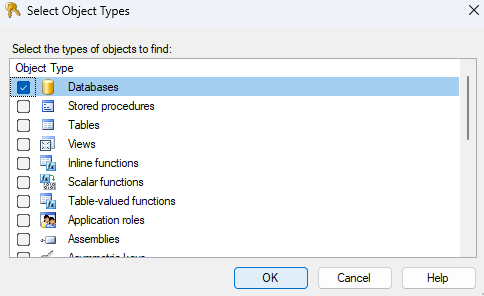 Select Object Types
Select the types of objects to find:
Object Type
Databases
Stored procedures
Tables
Views
Inline functions
Scalar functions
Table-valued functions
Application roles
Assemblies
OK
Cancel
Help